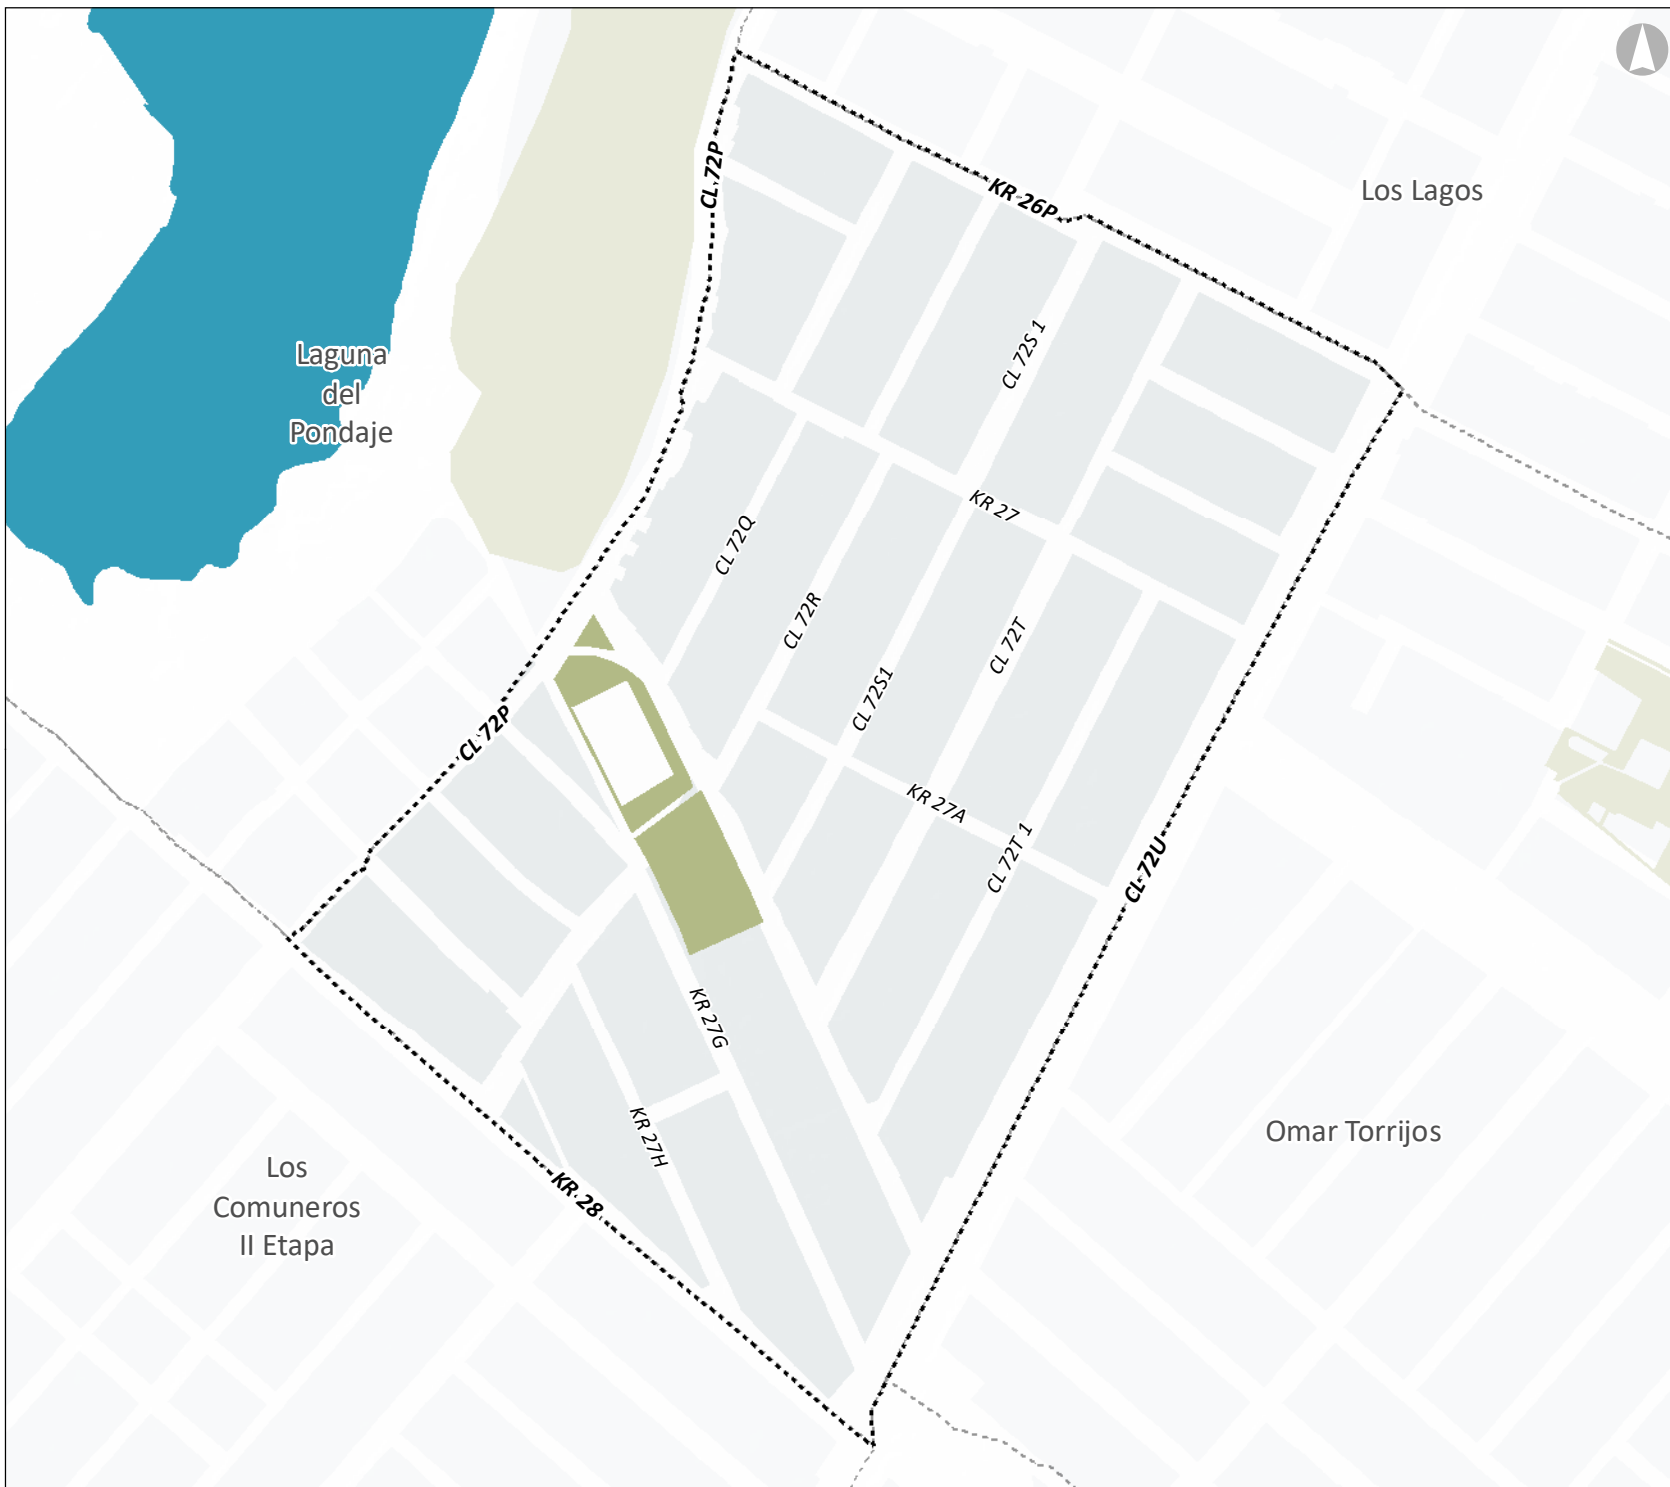 CL 72P
KR 26P
Los Lagos
CL 72S 1
Laguna
del
Pondaje
KR 27
CL 72Q
CL 72R
CL 72T
CL 72S1
CL 72P
KR 27A
CL 72T 1
CL 72U
KR 27G
KR 27H
Omar Torrijos
KR 28
Los
Comuneros
II Etapa